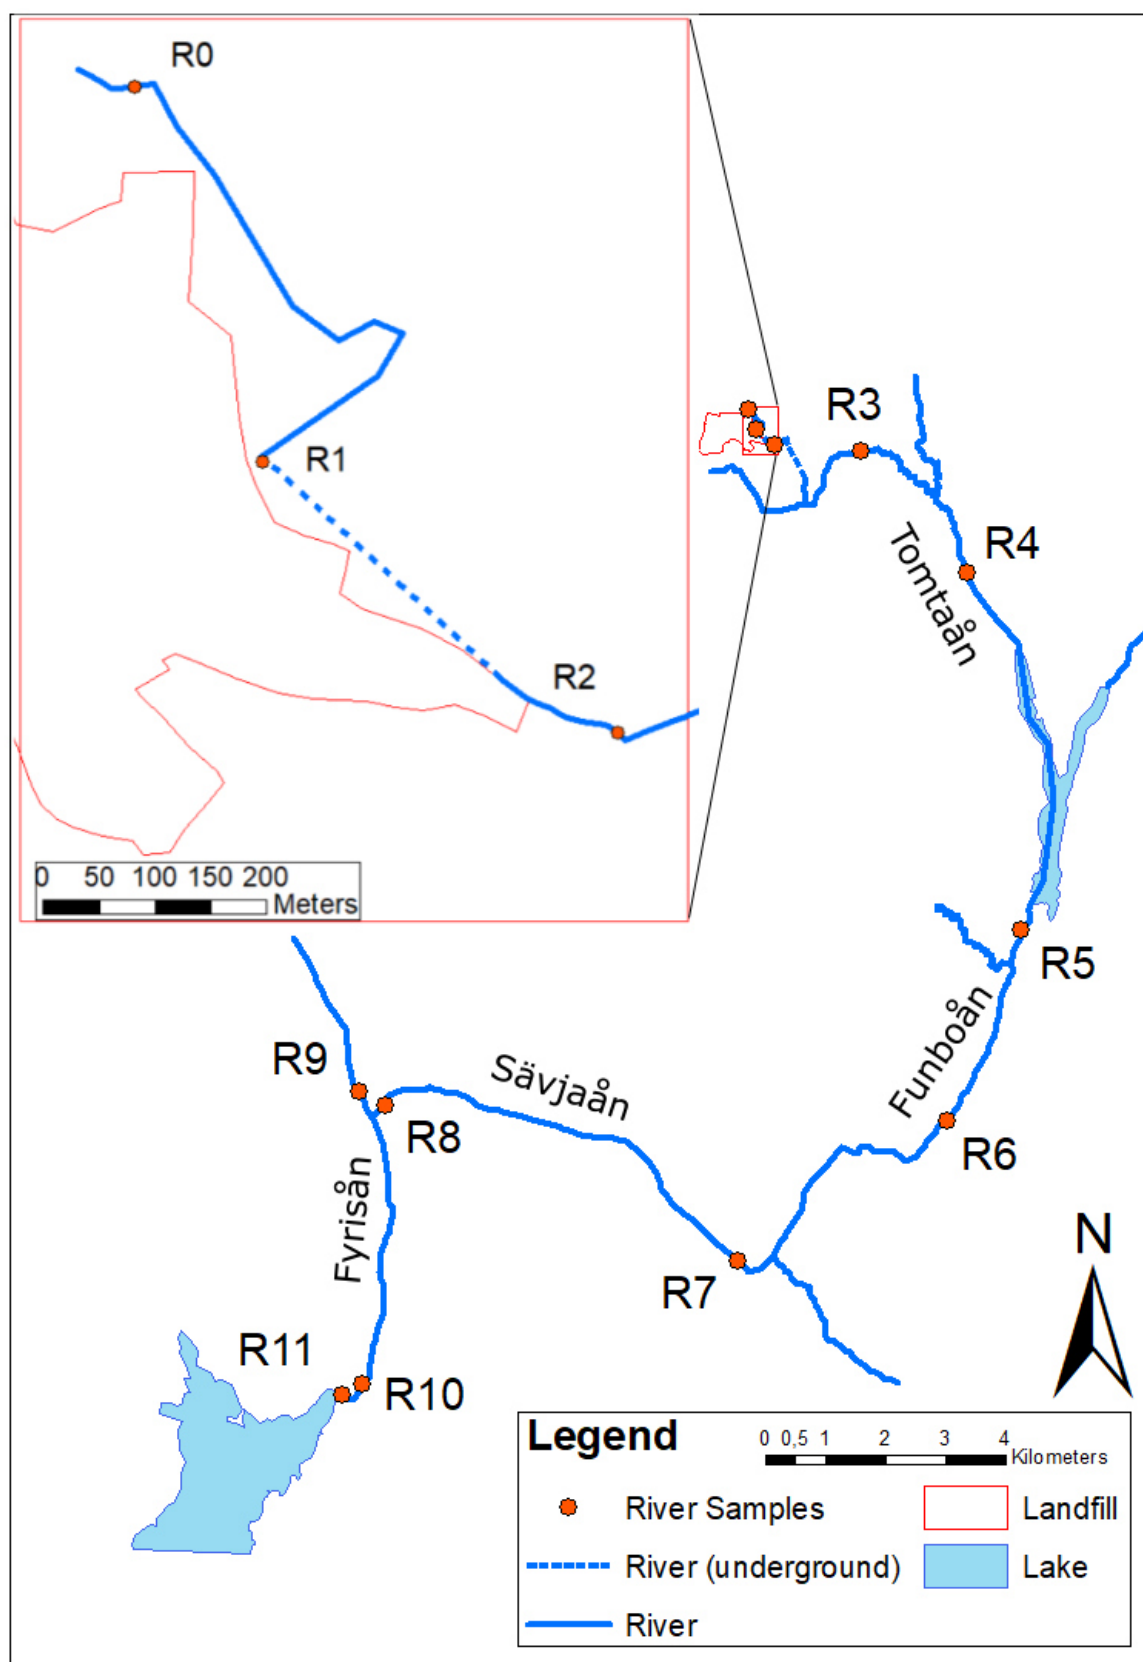 R0
R1
R2
0 50 100 150 200
Meters
R3
R4
Tomtaån
R5
Funboån
R6
Sävjaån
R9
R8
Fyrisån
R7
N
R11
R10
Legend
0 0,5 1 2 3 4
Kilometers
River Samples
Landfill
River (underground)
Lake
River